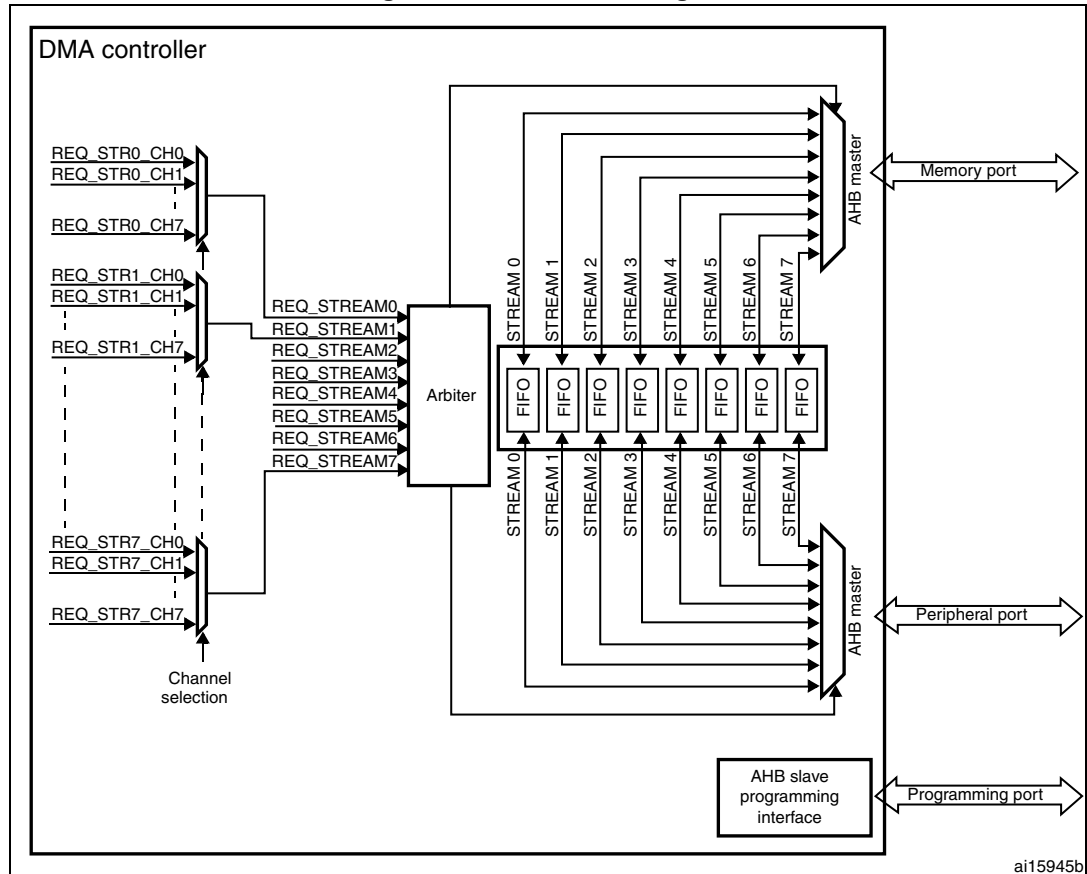 DMA controller
REQ_STR0_CH0
REQ_STR0_CH1
REQ_STR0_CH7
REQ_STR1_CH0
REQ_STR1_CH1
REQ_STR1_CH7
REQ_STR7_CH0
REQ_STR7_CH1
REQ_STR7_CH7
Channel
selection
REQ_STREAM0
REQ_STREAM1
REQ_STREAM2
REQ_STREAM3
REQ_STREAM4
REQ_STREAM5
REQ_STREAM6
REQ_STREAM7
Arbiter
STREAM 0
STREAM 1
STREAM 2
STREAM 3
STREAM 4
STREAM 5
STREAM 6
STREAM 7
FIFO
FIFO
FIFO
FIFO
FIFO
FIFO
FIFO
FIFO
STREAM 0
STREAM 1
STREAM 2
STREAM 3
STREAM 4
STREAM 5
STREAM 6
STREAM 7
AHB master
Memory port
AHB master
Peripheral port
AHB slave
programming
interface
Programming port
ai15945b